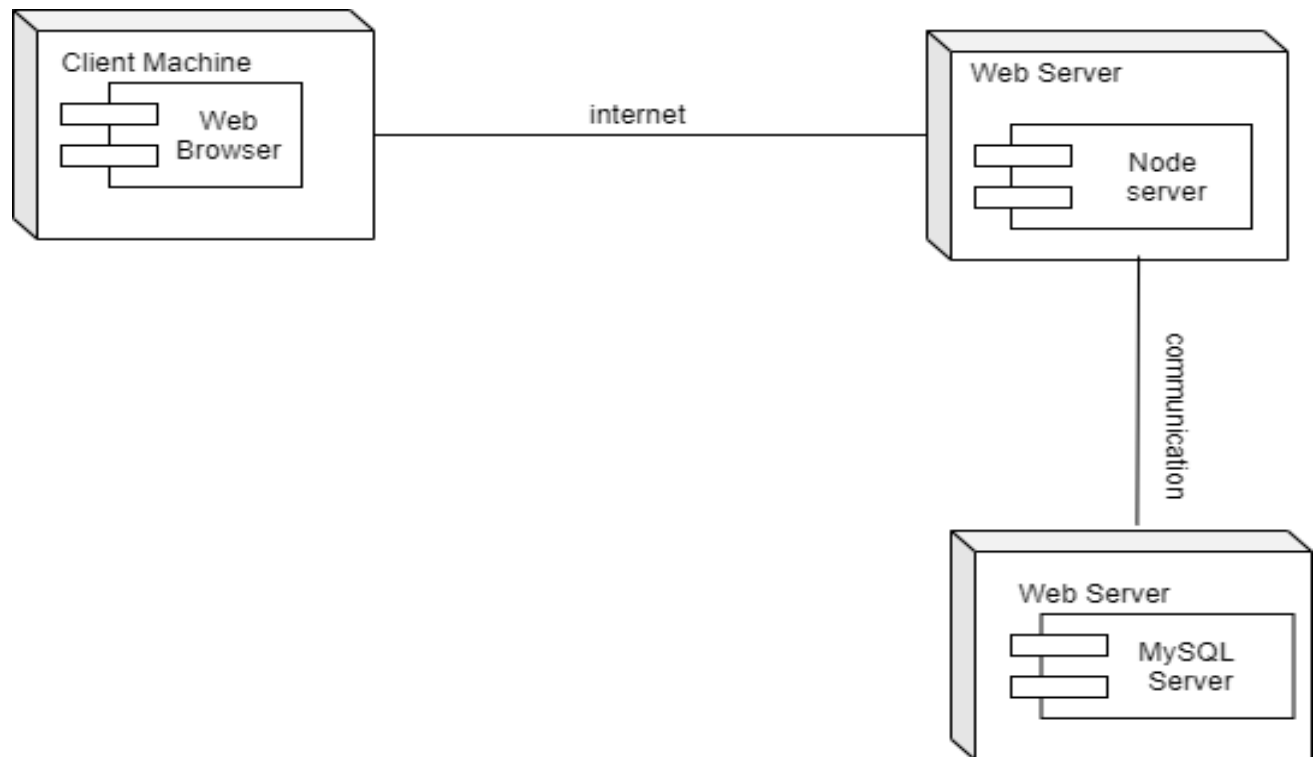 Client Machine
Web
Browser
internet
Web Server
Node
server
communication
Web Server
MySQL
Server